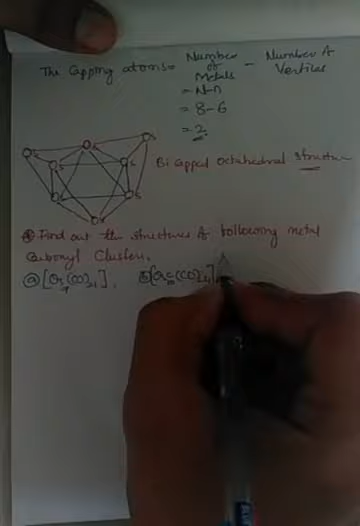 The Capping atoms = Number of Metals - Number of Vertices
= N-n
= 8-6
= 2
Bi Capped octahedral structure
Find out the structures of following metal
Carbonyl Clusters.